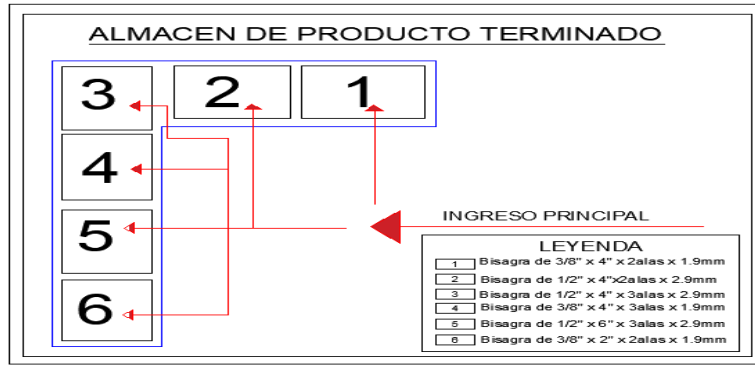 ALMACEN DE PRODUCTO TERMINADO
3 2 1
4
5
6
INGRESO PRINCIPAL
LEYENDA
1 Bisagra de 3/8" x 4" x 2alas x 1.9mm
2 Bisagra de 1/2" x 4"x2alas x 2.9mm
3 Bisagra de 1/2" x 4" x 3alas x 2.9mm
4 Bisagra de 3/8" x 4" x 3alas x 1.9mm
5 Bisagra de 1/2" x 6" x 3alas x 2.9mm
6 Bisagra de 3/8" x 2" x 2alas x 1.9mm